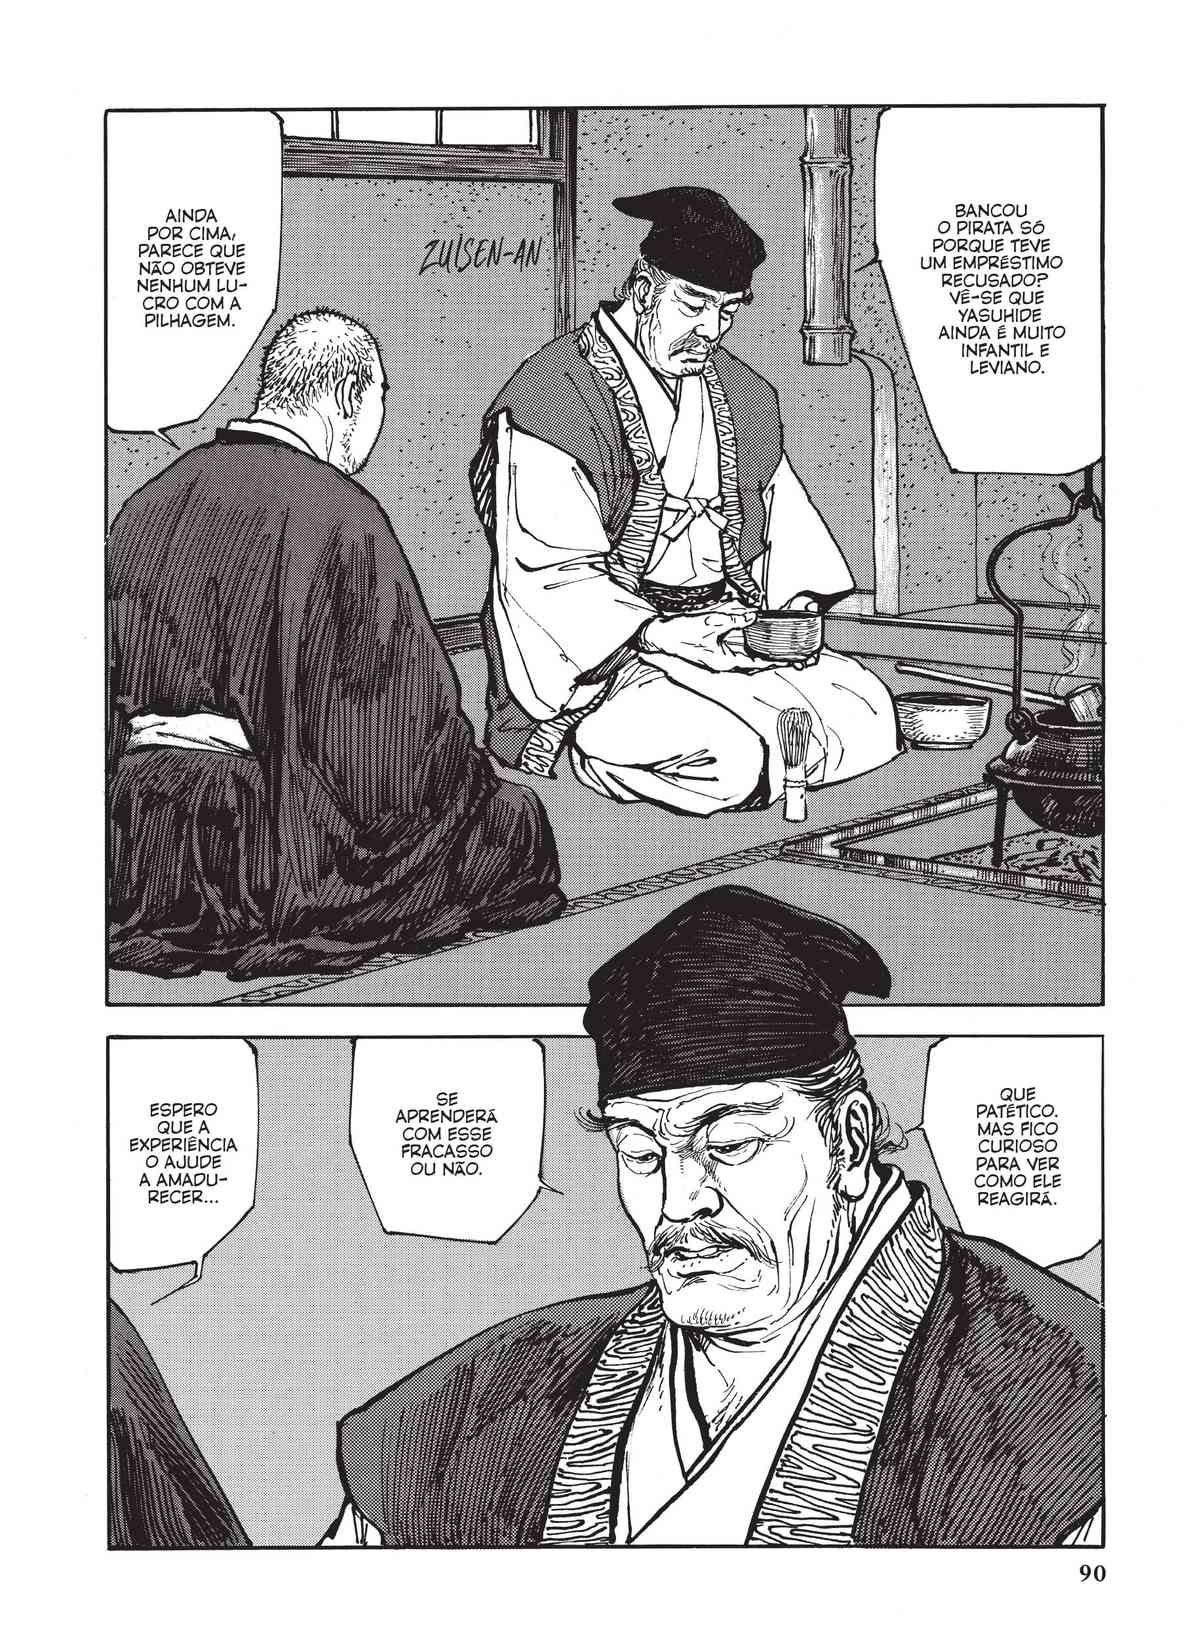 BANCOU
O PIRATA SÓ
PORQUE TEVE
UM EMPRÉSTIMO
RECUSADO?
VÊ-SE QUE
YASUHIDE
AINDA É MUITO
INFANTIL E
LEVIANO.
ZUISEN-AN
AINDA
POR CIMA,
PARECE QUE
NÃO OBTEVE
NENHUM LU-
CRO COM A
PILHAGEM.
QUE
PATÉTICO.
MAS FICO
CURIOSO
PARA VER
COMO ELE
REAGIRÁ.
SE
APRENDERÁ
COM ESSE
FRACASSO
OU NÃO.
ESPERO
QUE A
EXPERIÊNCIA
O AJUDE
A AMADU-
RECER...
90